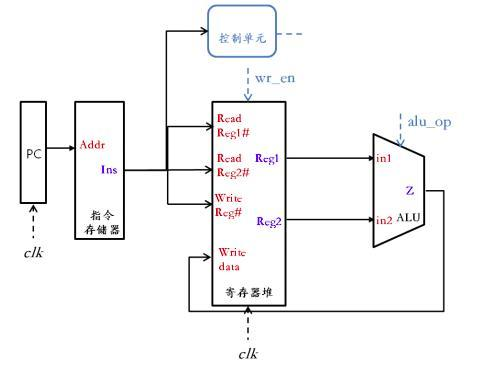 控制单元
wr_en
PC
Addr
Ins
指令
存储器
clk
Read
Reg1#
Read
Reg2#
Write
Reg#
Write
data
Reg1
Reg2
寄存器堆
clk
alu_op
in1
Z
in2 ALU